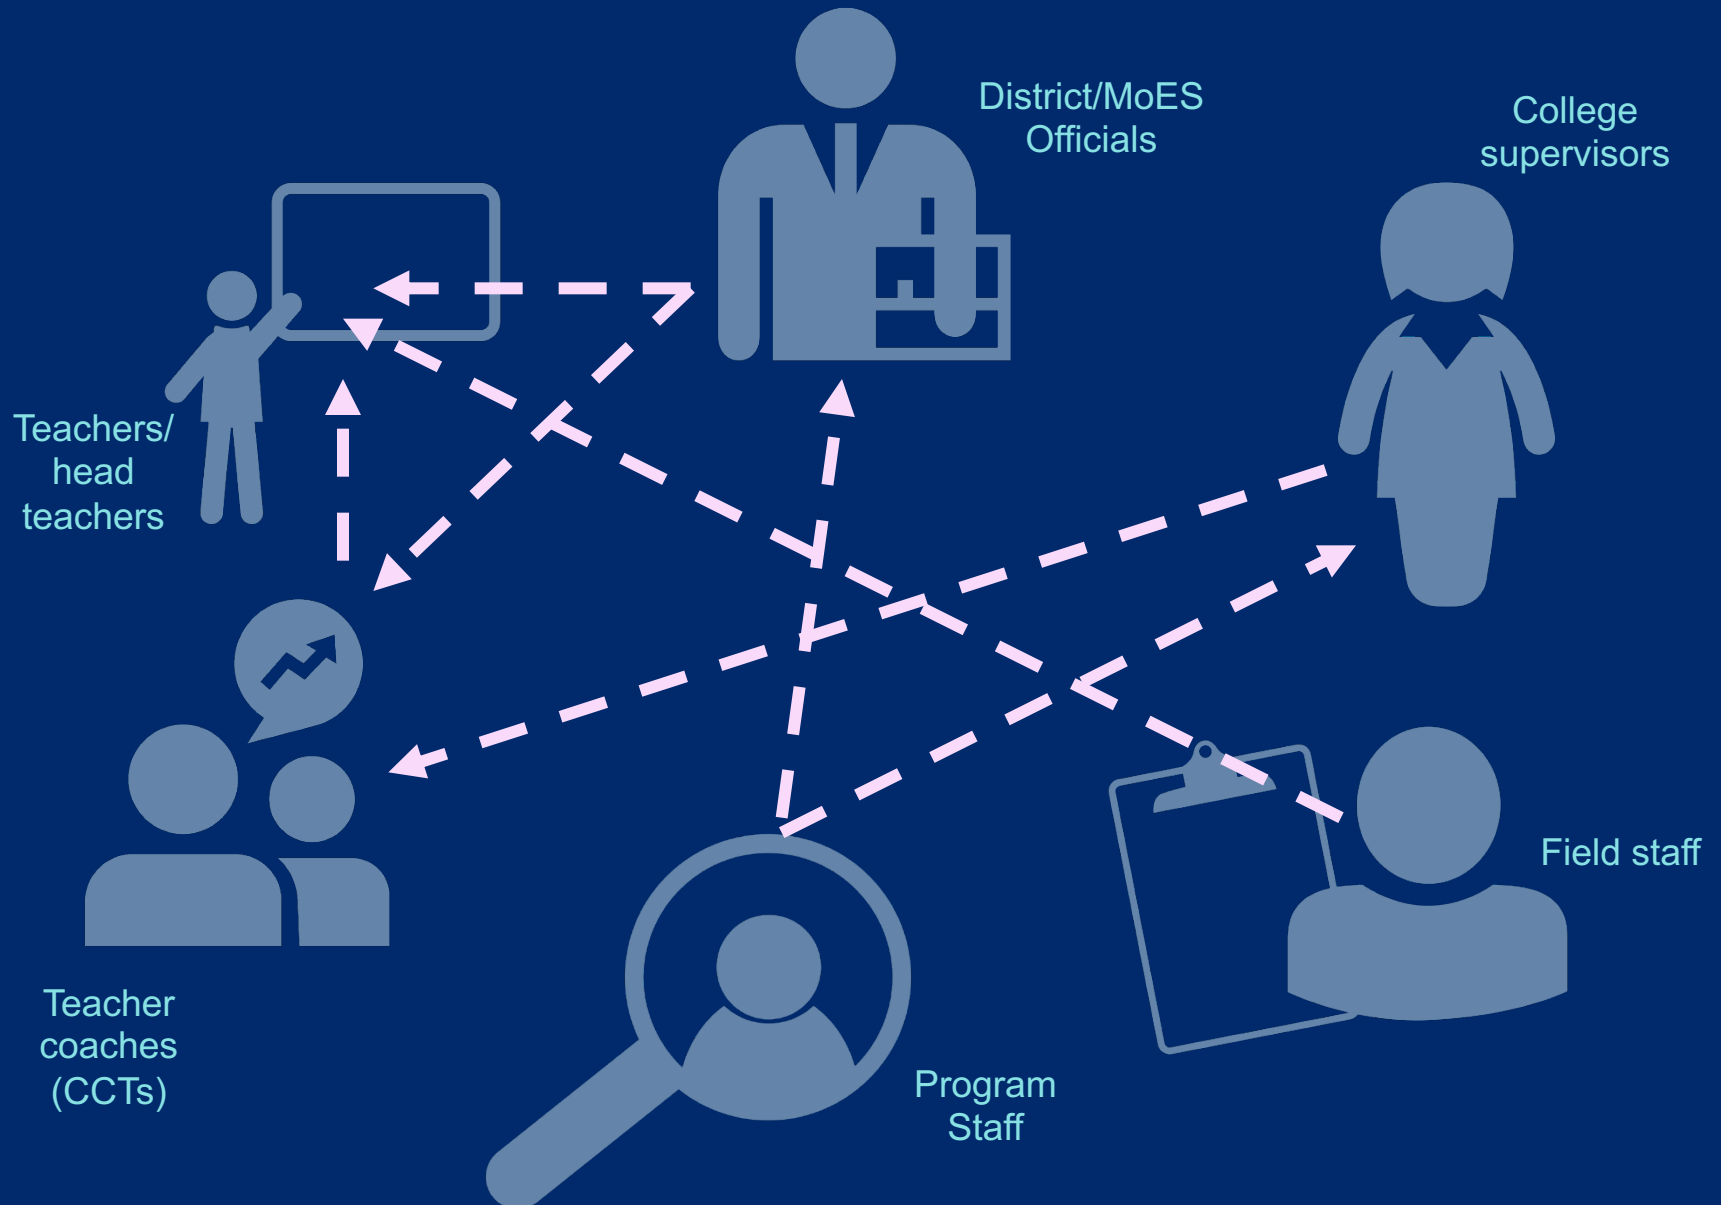 District/MoES
Officials
College
supervisors
Teachers/
head
teachers
Field staff
Teacher
coaches
(CCTs)
Program
Staff